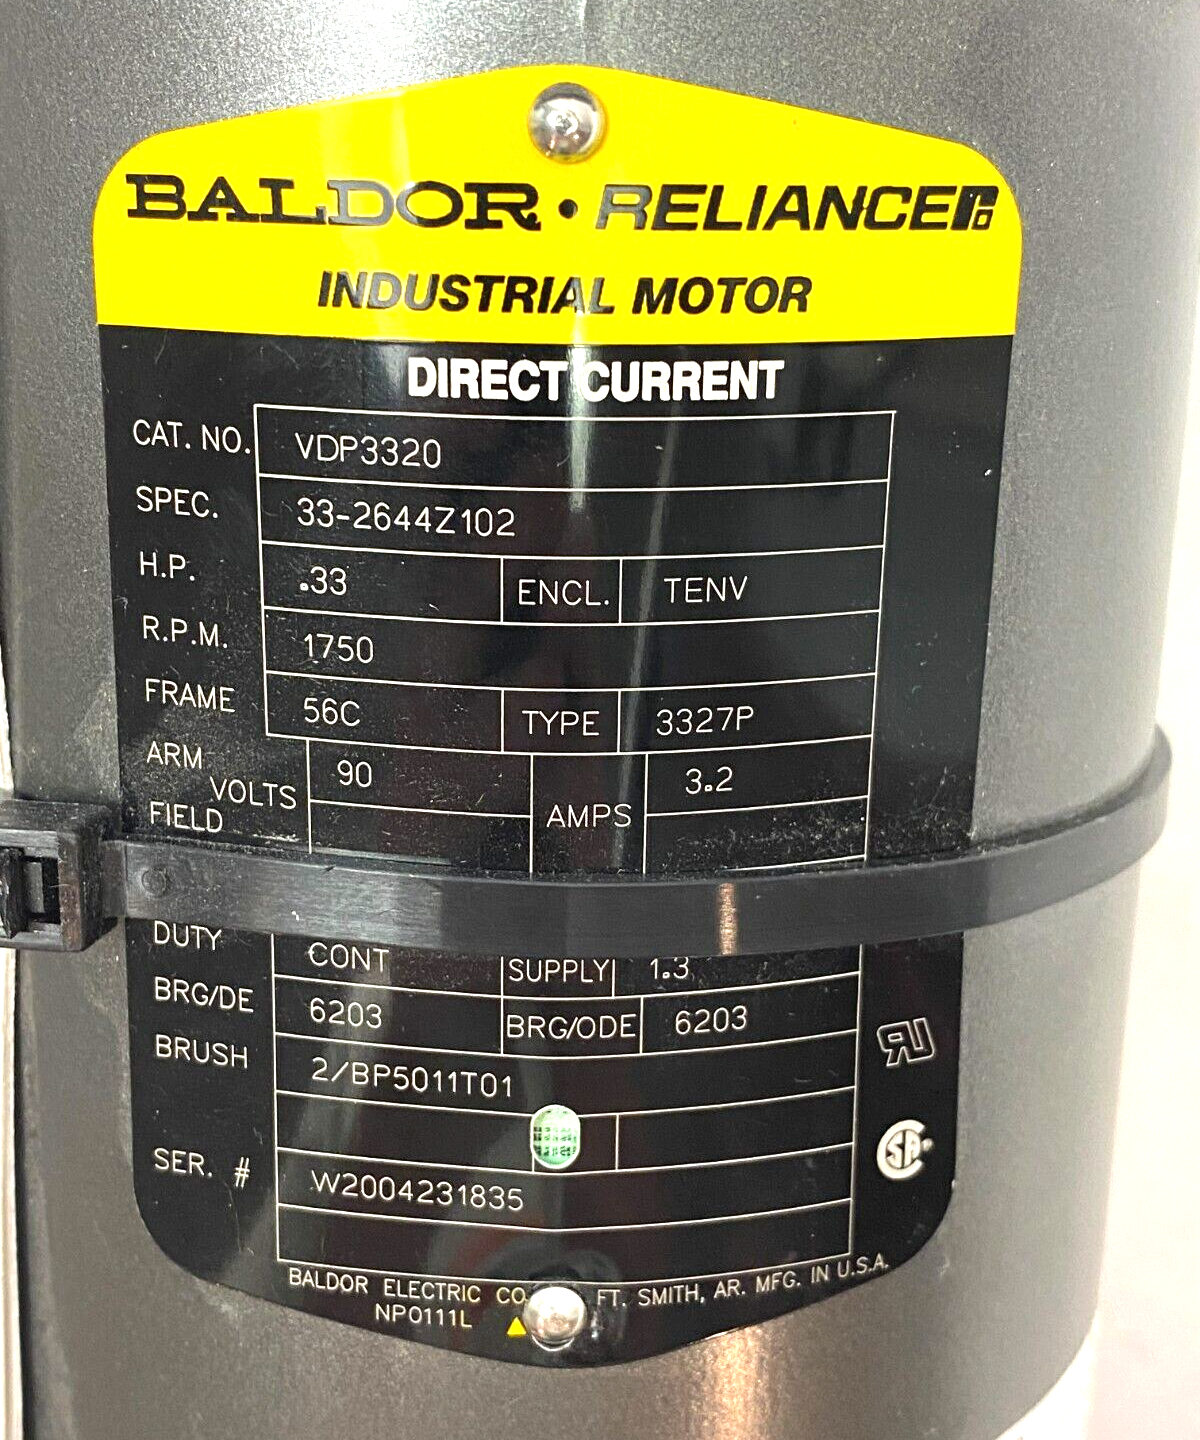 BALDOR • RELIANCE
INDUSTRIAL MOTOR
DIRECT CURRENT
CAT. NO. VDP3320
SPEC. 33-2644Z102
H.P. .33 ENCL. TENV
R.P.M. 1750
FRAME 56C TYPE 3327P
ARM VOLTS 90 AMPS 3.2
FIELD
DUTY CONT SUPPLY 1.3
BRG/DE 6203 BRG/ODE 6203
BRUSH 2/BP5011T01
SER. # W2004231835
BALDOR ELECTRIC CO FT. SMITH, AR. MFG. IN U.S.A.
NP0111L